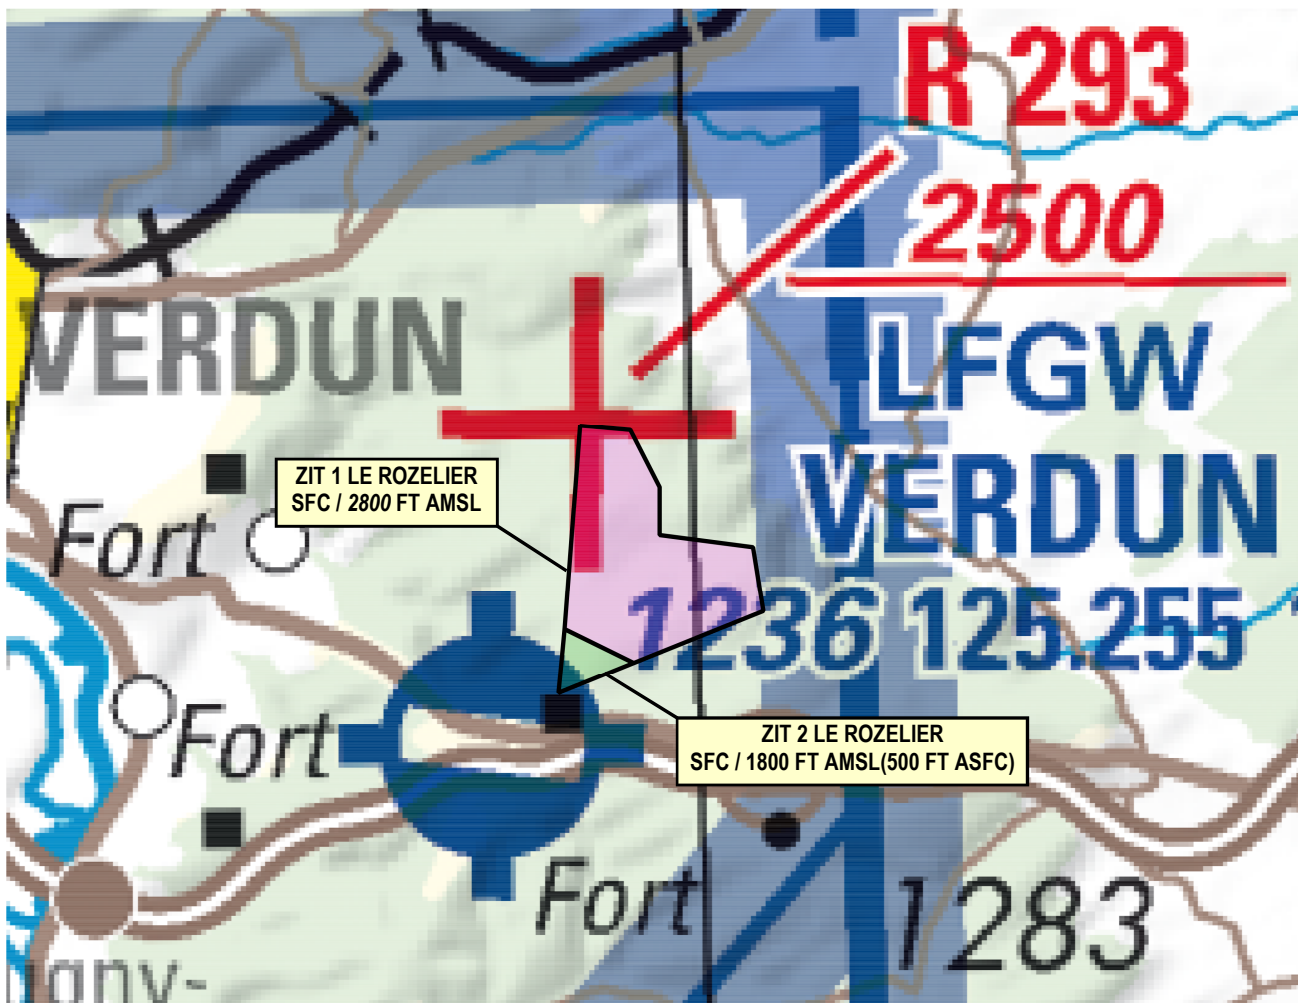 R 293
2500
VERDUN
LFGW
VERDUN
1236 125.255
ZIT 1 LE ROZELIER
SFC / 2800 FT AMSL
Fort
Fort
ZIT 2 LE ROZELIER
SFC / 1800 FT AMSL(500 FT ASFC)
Fort
1283